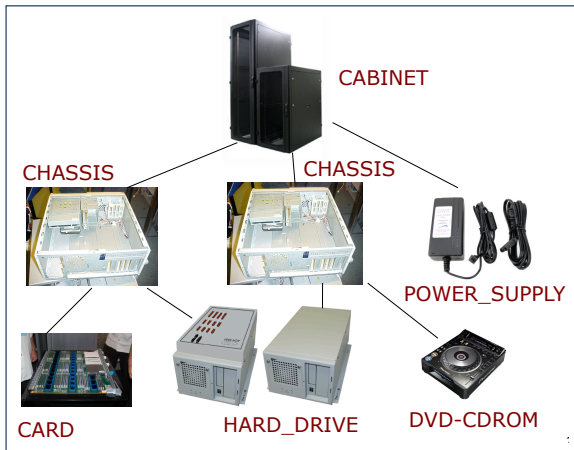 CABINET
CHASSIS
CHASSIS
POWER_SUPPLY
CARD
HARD_DRIVE
DVD-CDROM